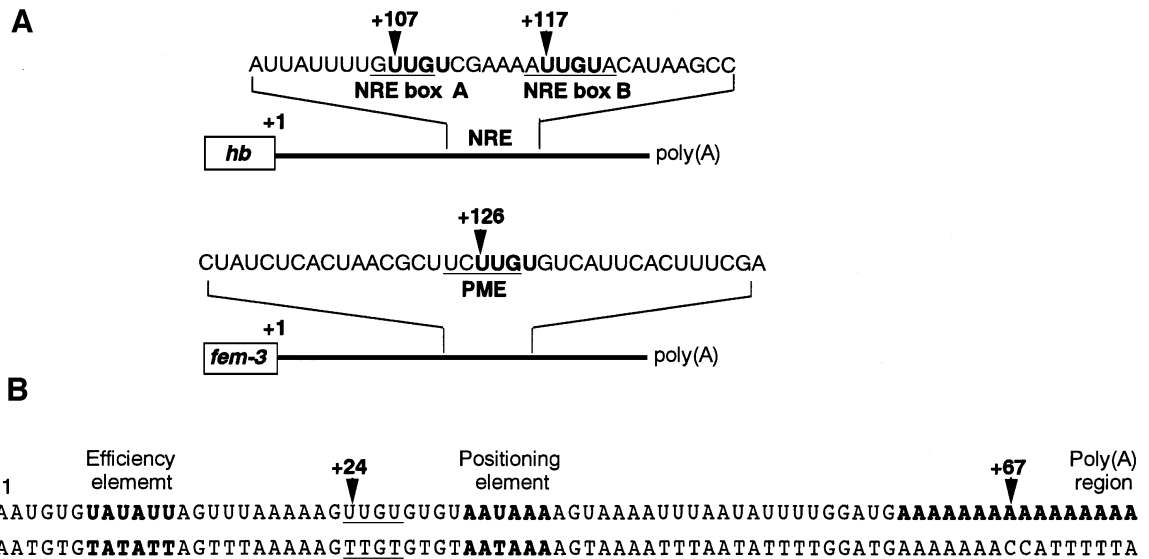 A
+107 +117
AUUAUUUUGUUGUCGAAAAUUGUACAUAAGCC
NRE box A NRE box B
+1
NRE
hb poly(A)
+126
CUAUCUCACUAACGCUUCUUGUGUCAUUCACUUUCGA
PME
+1
fem-3 poly(A)
B
Efficiency Positioning Poly(A)
elememt +24 element +67 region
1
AAUGUGUAUAUUAGUUUAAAAAGUUGUGUGUAAUAAAAGUAAAAUUUAAUAUUUUGGAUGAAAAAAAAAAAAAAAA
AATGTGTATATTAGTTTAAAAAGTTGTGTGTAATAAAAGTAAAATTTAATATTTTGGATGAAAAAAACCATTTTTA